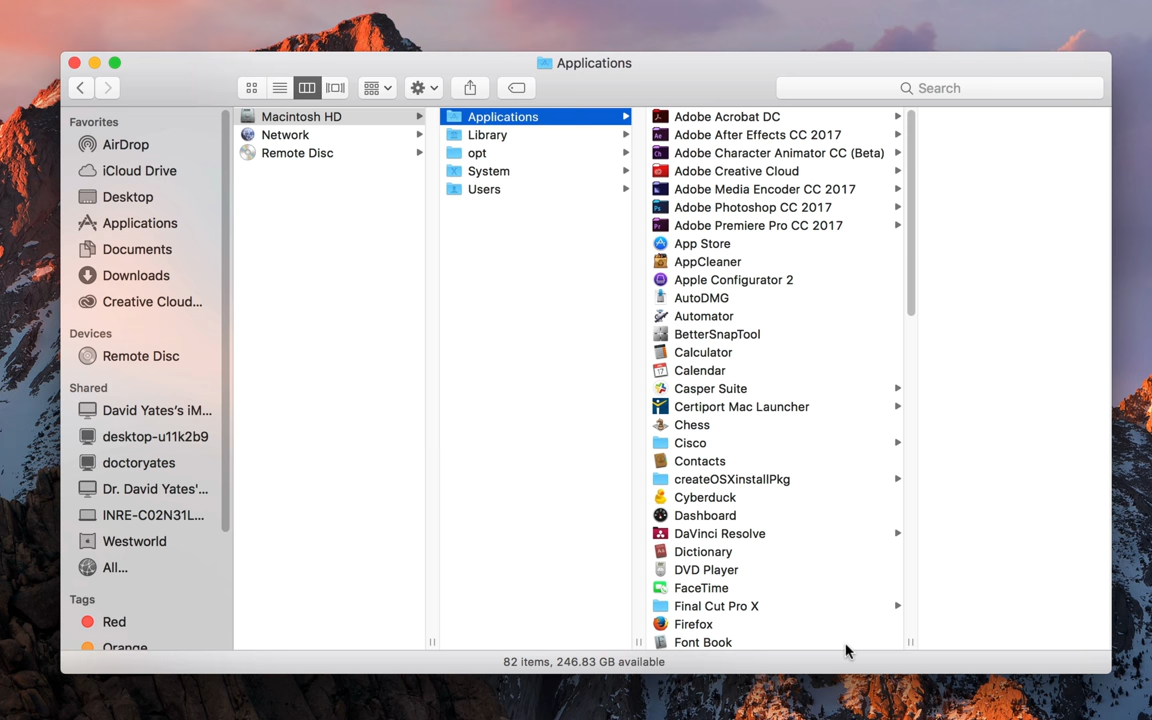 Applications
Search
Favorites
AirDrop
iCloud Drive
Desktop
Applications
Documents
Downloads
Creative Cloud...
Devices
Remote Disc
Shared
David Yates's iM...
desktop-u11k2b9
doctoryates
Dr. David Yates'...
INRE-C02N31L...
Westworld
All...
Tags
Red
Orange
Macintosh HD
Network
Remote Disc
Applications
Library
opt
System
Users
Adobe Acrobat DC
Adobe After Effects CC 2017
Adobe Character Animator CC (Beta)
Adobe Creative Cloud
Adobe Media Encoder CC 2017
Adobe Photoshop CC 2017
Adobe Premiere Pro CC 2017
App Store
AppCleaner
Apple Configurator 2
AutoDMG
Automator
BetterSnapTool
Calculator
Calendar
Casper Suite
Certiport Mac Launcher
Chess
Cisco
Contacts
createOSXinstallPkg
Cyberduck
Dashboard
DaVinci Resolve
Dictionary
DVD Player
FaceTime
Final Cut Pro X
Firefox
Font Book
82 items, 246.83 GB available